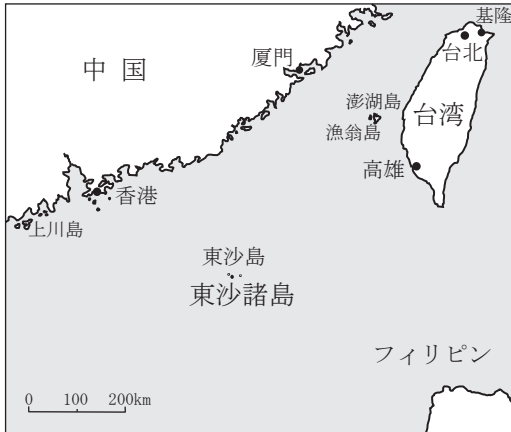 基隆
台北
中国
厦門
澎湖島
漁翁島
台湾
高雄
香港
上川島
東沙島
東沙諸島
フィリピン
0 100 200km